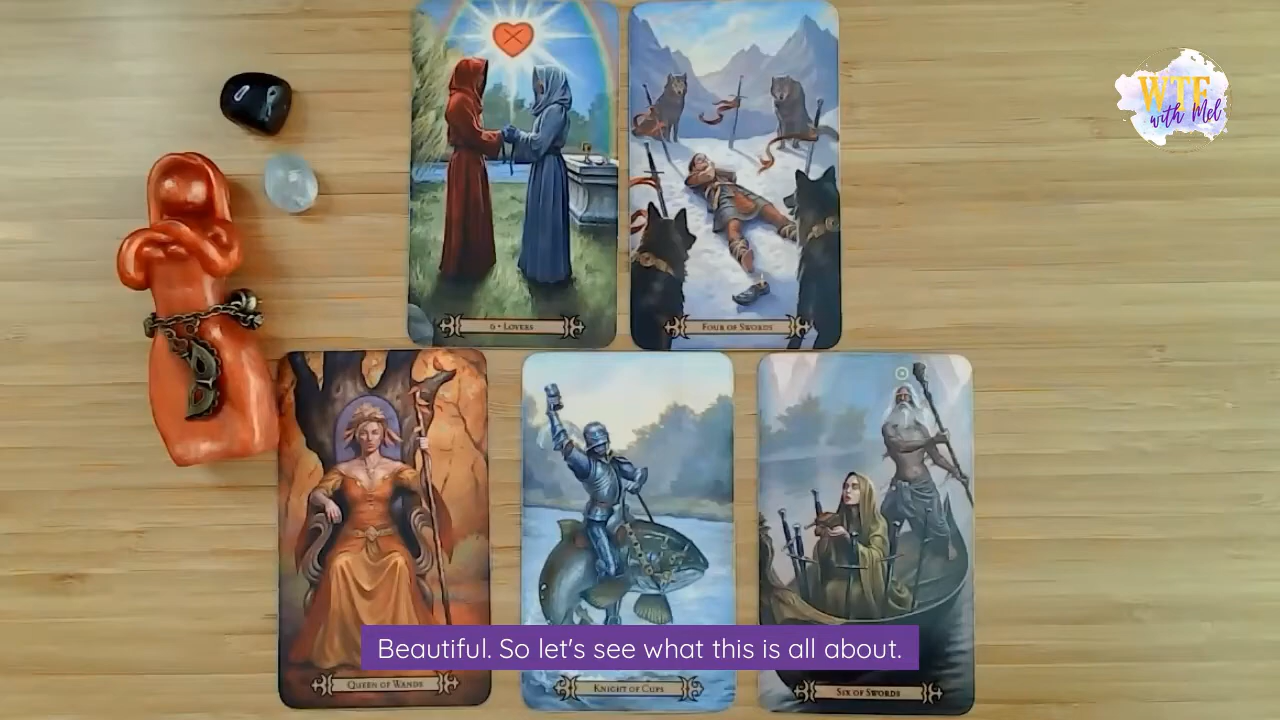 WTF
with Mel
6 • LOVERS
FOUR OF SWORDS
Beautiful. So let's see what this is all about.
QUEEN OF WANDS
KNIGHT OF CUPS
SIX OF SWORDS